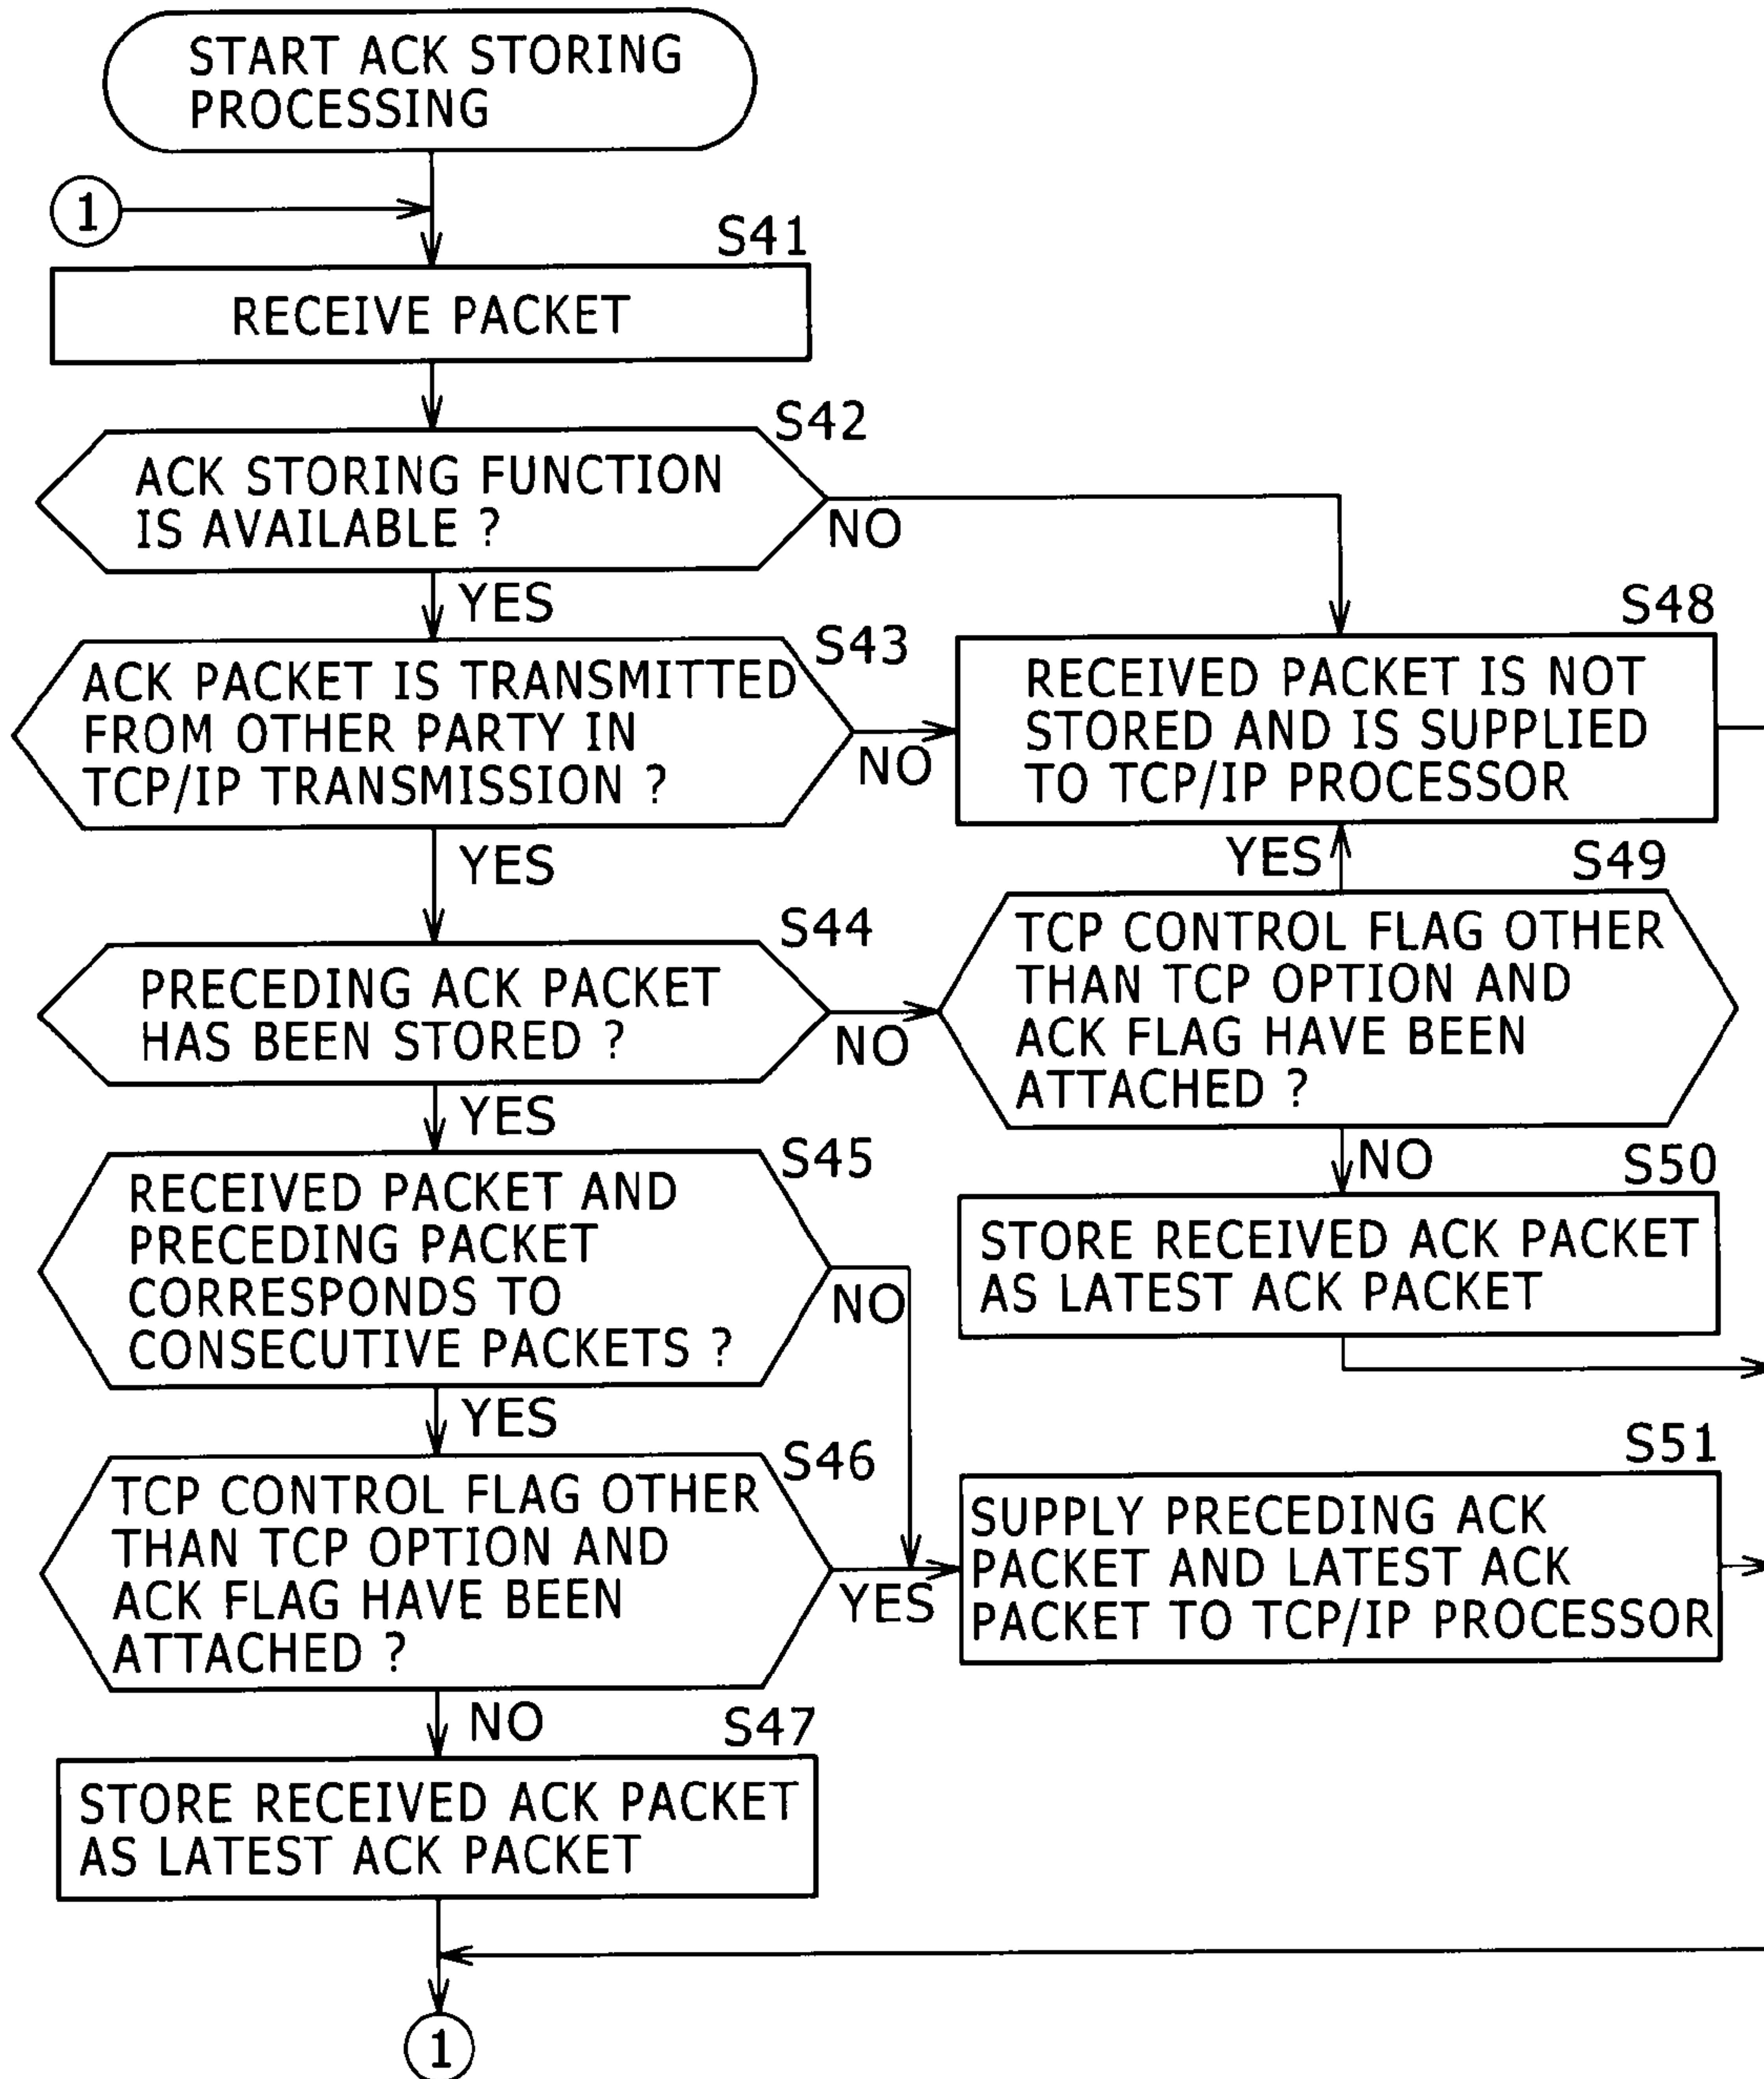 START ACK STORING
PROCESSING
1
S41
RECEIVE PACKET
S42
ACK STORING FUNCTION
IS AVAILABLE ?
NO
YES
S43
ACK PACKET IS TRANSMITTED
FROM OTHER PARTY IN
TCP/IP TRANSMISSION ?
NO
YES
S48
RECEIVED PACKET IS NOT
STORED AND IS SUPPLIED
TO TCP/IP PROCESSOR
YES
S49
TCP CONTROL FLAG OTHER
THAN TCP OPTION AND
ACK FLAG HAVE BEEN
ATTACHED ?
NO
S44
PRECEDING ACK PACKET
HAS BEEN STORED ?
NO
YES
S50
STORE RECEIVED ACK PACKET
AS LATEST ACK PACKET
S45
RECEIVED PACKET AND
PRECEDING PACKET
CORRESPONDS TO
CONSECUTIVE PACKETS ?
NO
YES
S46
TCP CONTROL FLAG OTHER
THAN TCP OPTION AND
ACK FLAG HAVE BEEN
ATTACHED ?
YES
NO
S51
SUPPLY PRECEDING ACK
PACKET AND LATEST ACK
PACKET TO TCP/IP PROCESSOR
S47
STORE RECEIVED ACK PACKET
AS LATEST ACK PACKET
1